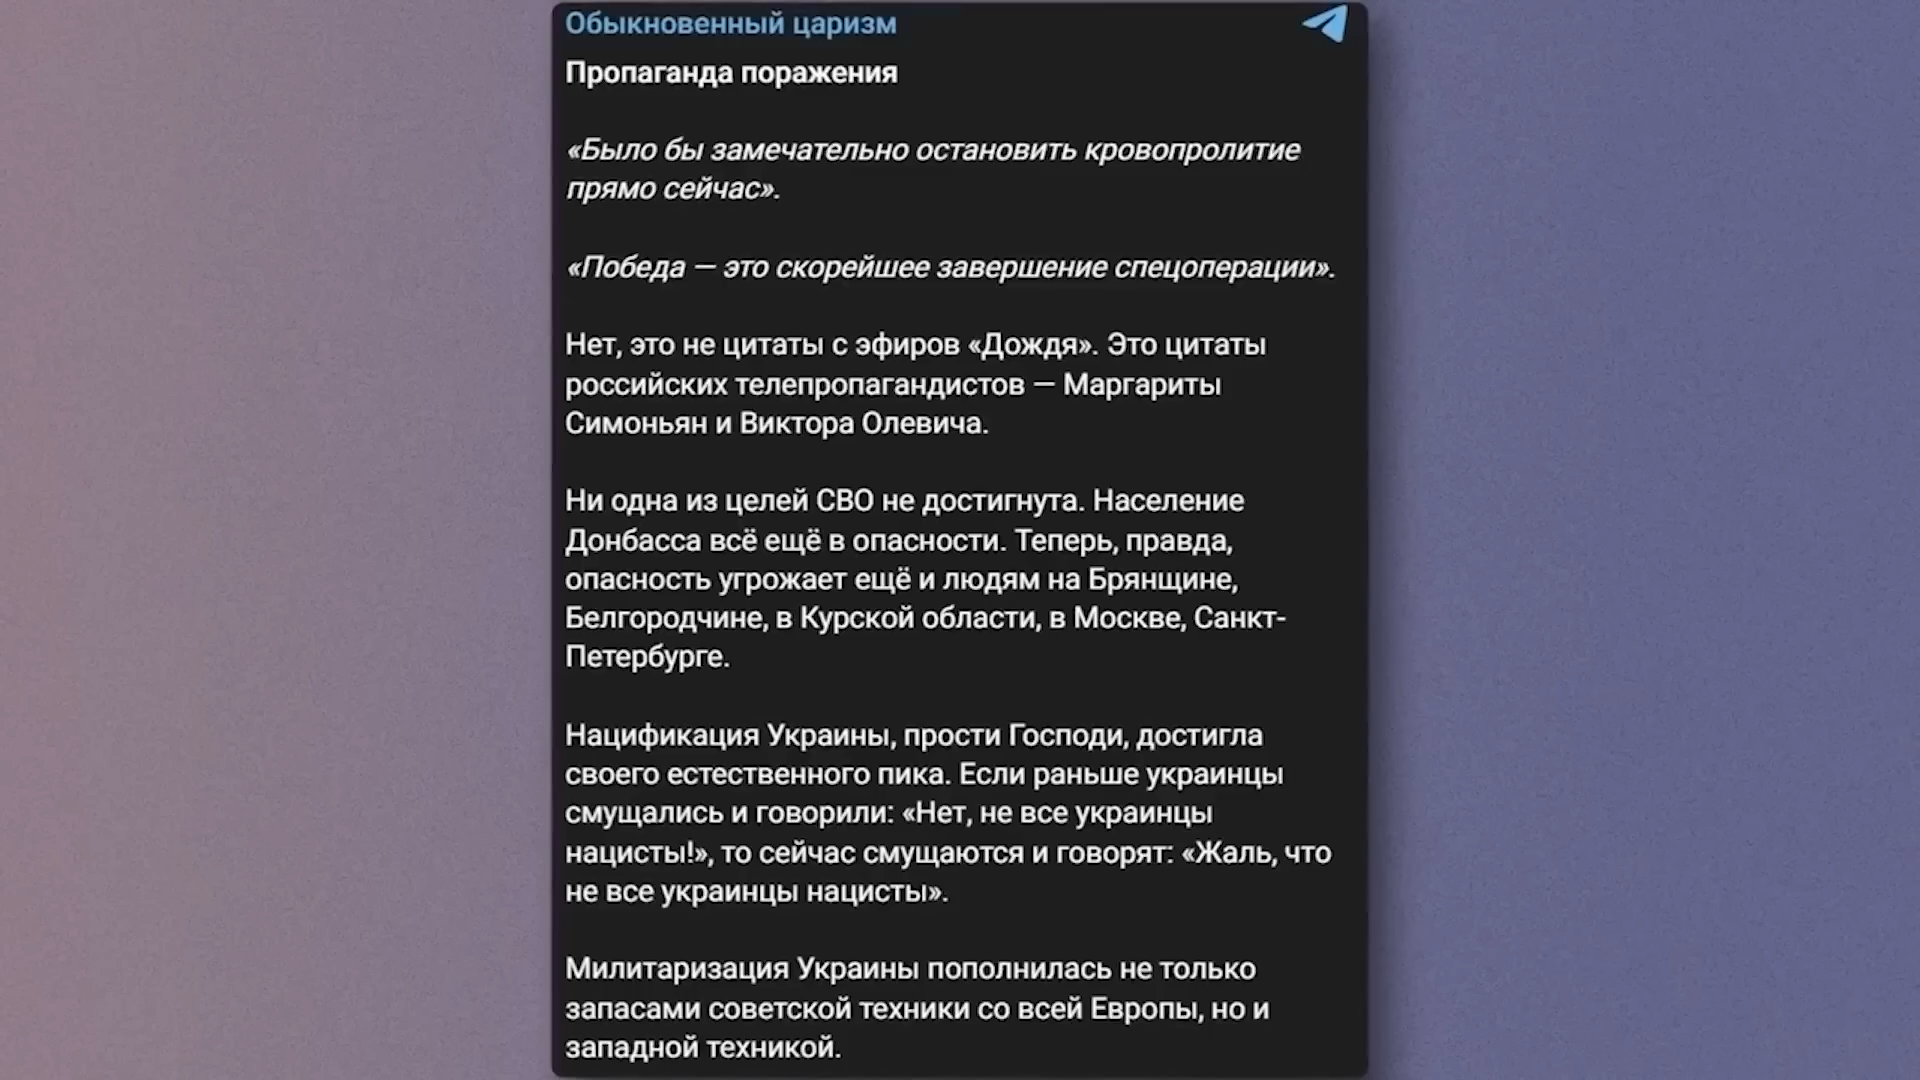 Обыкновенный царизм
Пропаганда поражения
«Было бы замечательно остановить кровопролитие
прямо сейчас».
«Победа — это скорейшее завершение спецоперации».
Нет, это не цитаты с эфиров «Дождя». Это цитаты
российских телепропагандистов — Маргариты
Симоньян и Виктора Олевича.
Ни одна из целей СВО не достигнута. Население
Донбасса всё ещё в опасности. Теперь, правда,
опасность угрожает ещё и людям на Брянщине,
Белгородчине, в Курской области, в Москве, Санкт-
Петербурге.
Нацификация Украины, прости Господи, достигла
своего естественного пика. Если раньше украинцы
смущались и говорили: «Нет, не все украинцы
нацисты!», то сейчас смущаются и говорят: «Жаль, что
не все украинцы нацисты».
Милитаризация Украины пополнилась не только
запасами советской техники со всей Европы, но и
западной техникой.